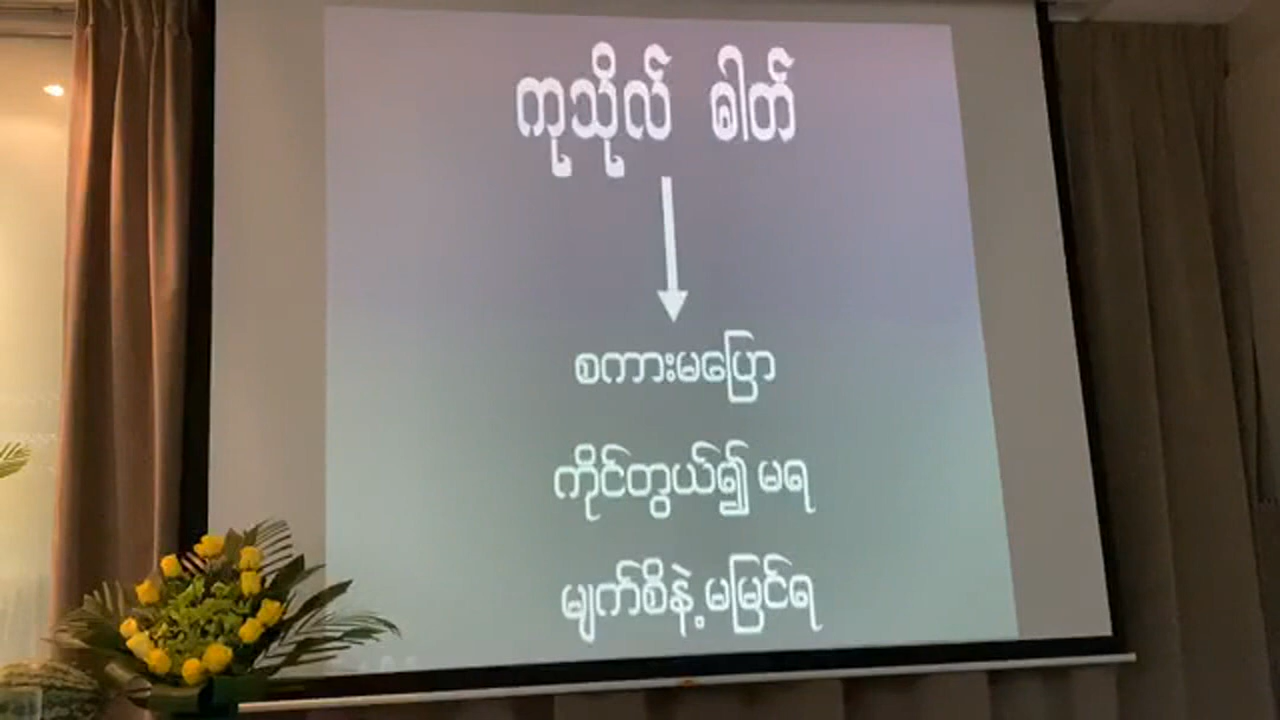 ကုသိုလ် ဓါတ်
စကားမပြော
ကိုင်တွယ်၍ မရ
မျက်စိနဲ့ မမြင်ရ